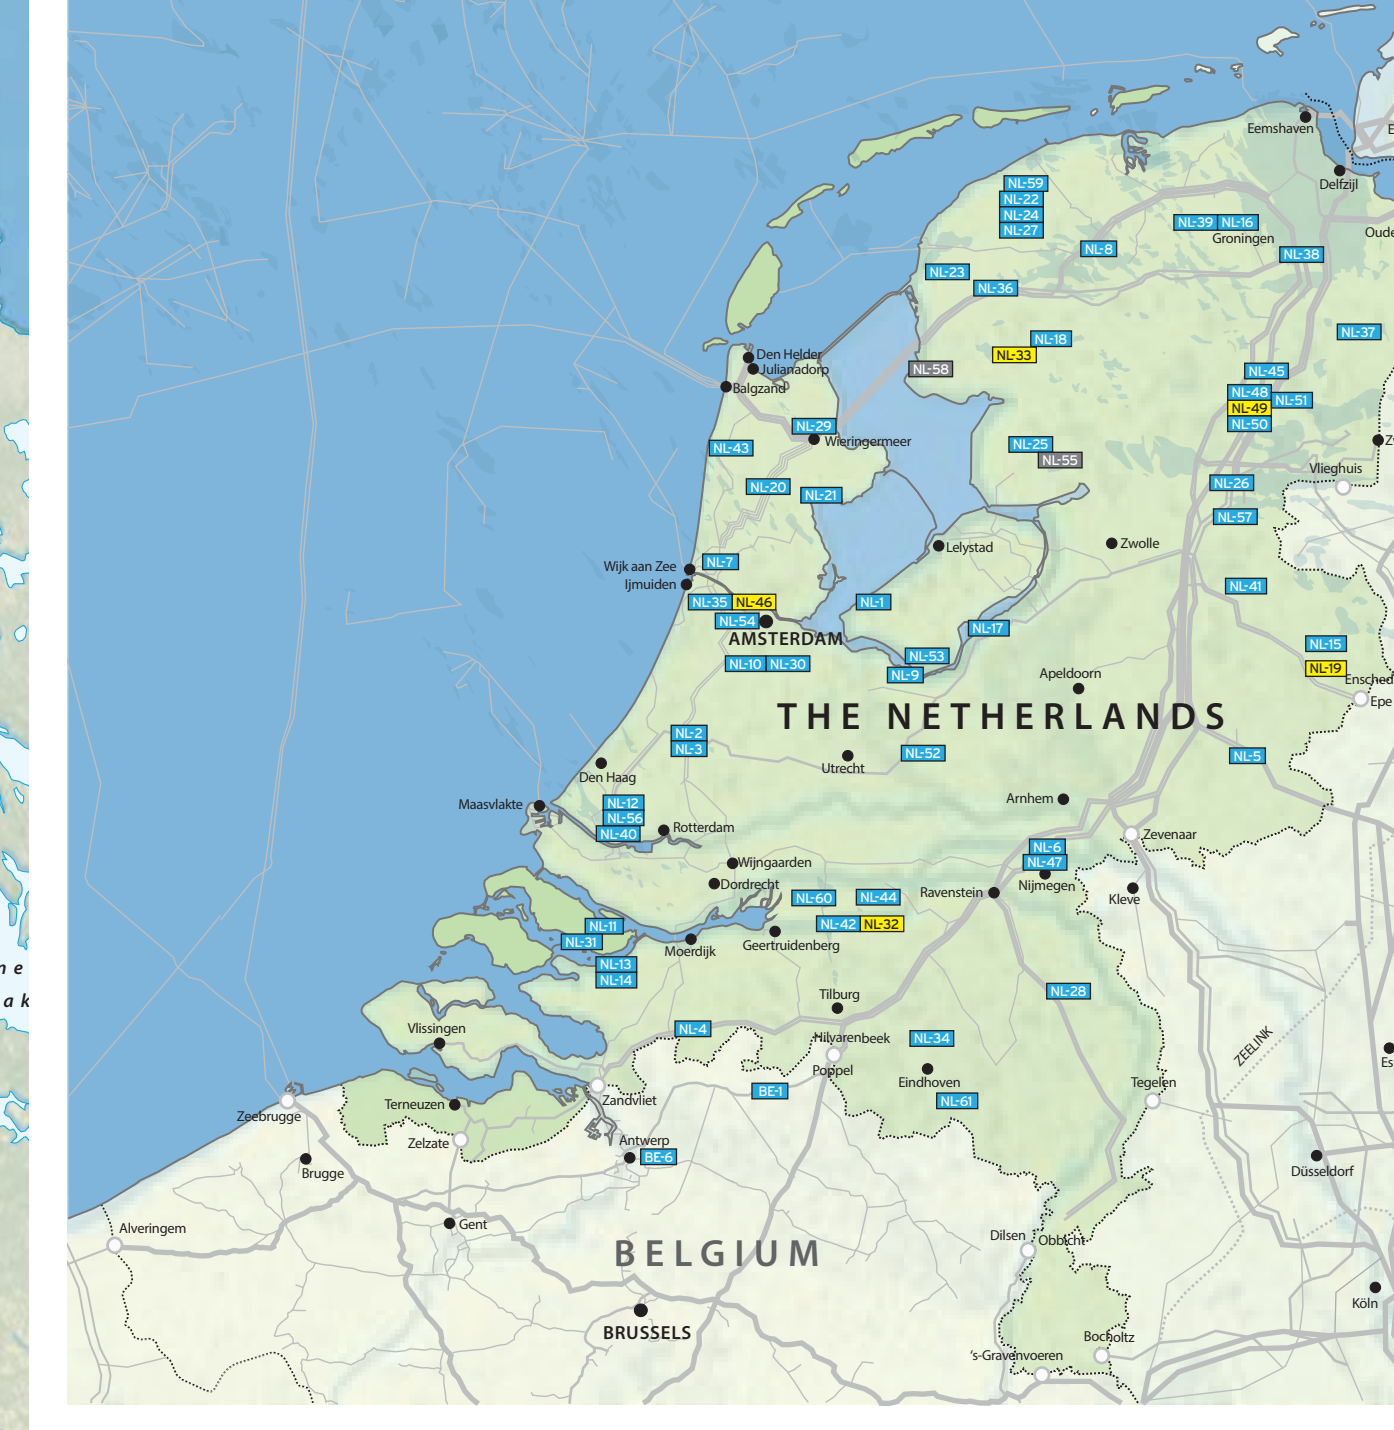 Eemshaven
E
NL-59
Delfzijl
NL-22
NL-24
NL-39 NL-16
NL-27
Oude
Groningen
NL-8
NL-38
NL-23
NL-36
NL-37
NL-18
Den Helder
NL-33
Julianadorp
NL-58
NL-45
Balgzand
NL-48
NL-51
NL-49
NL-50
NL-29
Wieringermeer
NL-25
Z
NL-43
NL-55
Vlieghuis
NL-20
NL-21
NL-26
NL-57
Zwolle
Lelystad
Wijk aan Zee
NL-7
Ijmuiden
NL-41
NL-35 NL-46
NL-1
NL-54
NL-17
AMSTERDAM
NL-15
NL-53
NL-10 NL-30
NL-19
NL-9
Apeldoorn
Ensched
Epe
THE NETHERLANDS
NL-2
NL-3
NL-52
NL-5
Utrecht
Den Haag
Arnhem
Maasvlakte
NL-12
NL-56
NL-40
Rotterdam
Zevenaar
NL-6
Wijngaarden
NL-47
Dordrecht
Nijmegen
Ravenstein
NL-60
NL-44
Kleve
NL-11
NL-42 NL-32
NL-31
Geertruidenberg
Moerdijk
ne
NL-13
NL-14
NL-28
ak
Tilburg
Vlissingen
NL-4
Hilvarenbeek
NL-34
ZEELINK
Es
Poppel
Eindhoven
Tegelen
BE-1
Zandvliet
NL-61
Terneuzen
Zeebrugge
Zelzate
Antwerp
BE-6
Brugge
Düsseldorf
Alveringem
Gent
Dilsen
Obbicht
BELGIUM
Köln
BRUSSELS
Bocholtz
's-Gravenvoeren